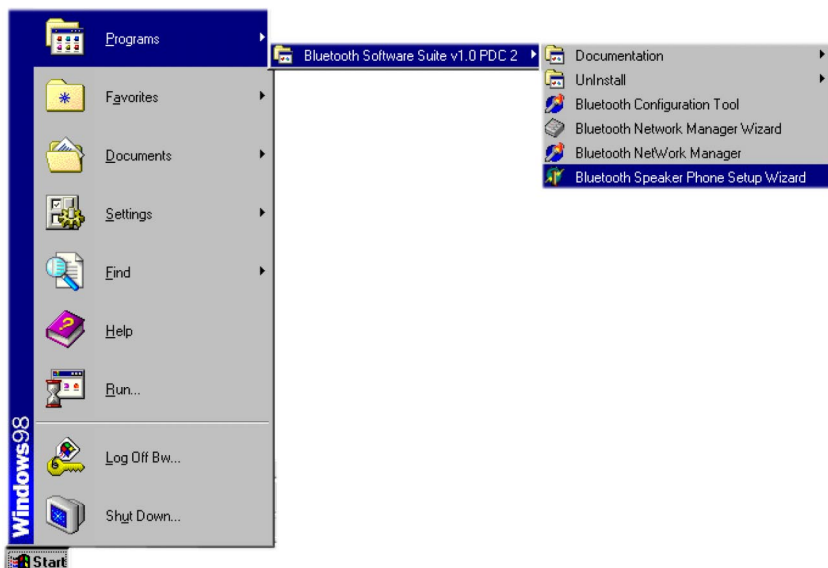 Programs
Favorites
Documents
Settings
Find
Help
Run...
Log Off Bw...
Shut Down...
Windows98
Start
Bluetooth Software Suite v1.0 PDC 2
Documentation
UnInstall
Bluetooth Configuration Tool
Bluetooth Network Manager Wizard
Bluetooth NetWork Manager
Bluetooth Speaker Phone Setup Wizard